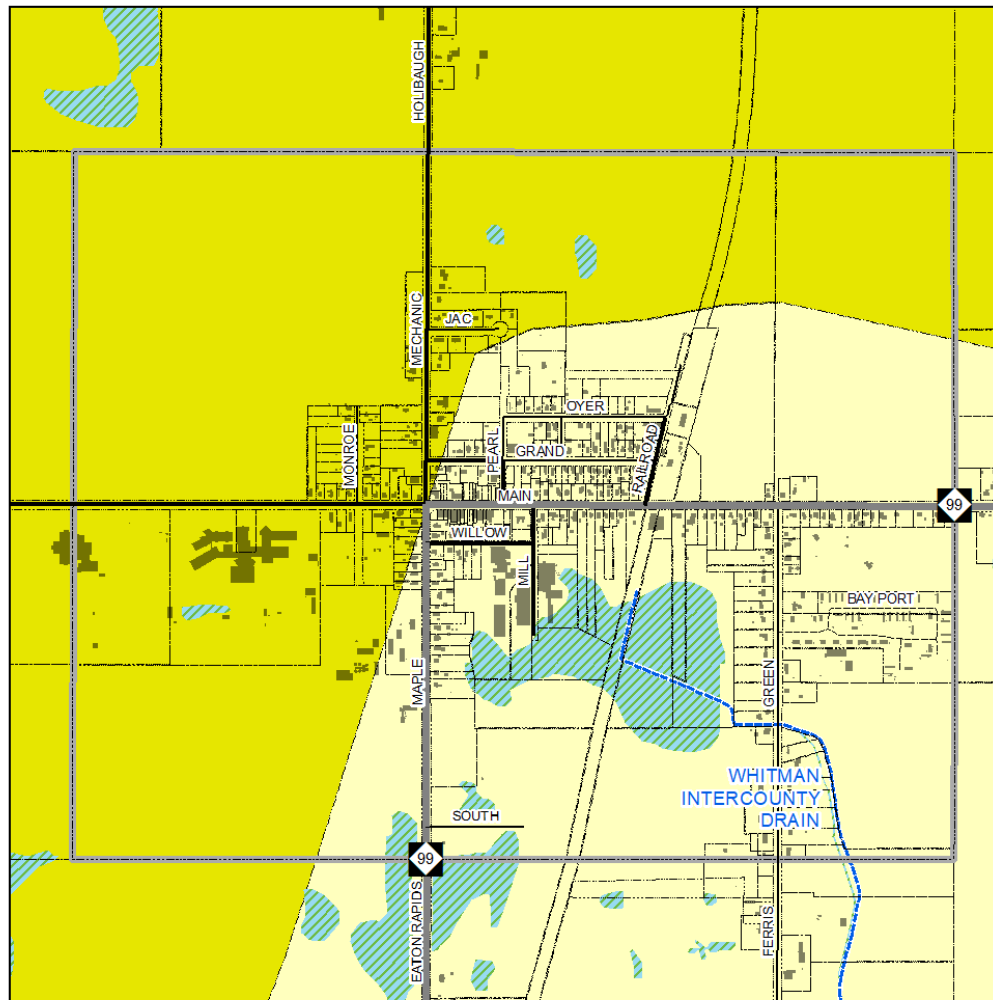 HOLIBAUGH
MECHANIC
JAC
OYER
MONROE
PEARL
GRAND
RAILROAD
MAIN
99
WILLOW
MILL
BAY PORT
MAPLE
GREEN
WHITMAN
INTERCOUNTY
DRAIN
SOUTH
99
EATON RAPIDS
FERRIS